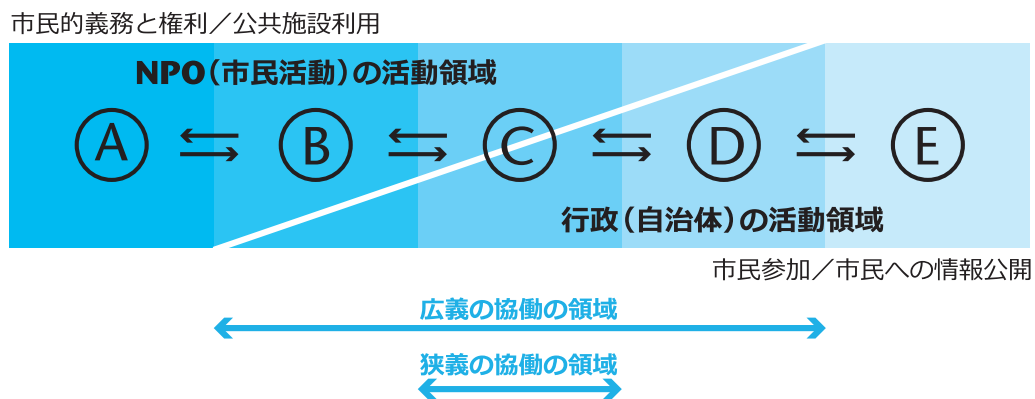 市民的義務と権利／公共施設利用
NPO（市民活動）の活動領域
A B C D E
行政（自治体）の活動領域
市民参加／市民への情報公開
広義の協働の領域
狭義の協働の領域